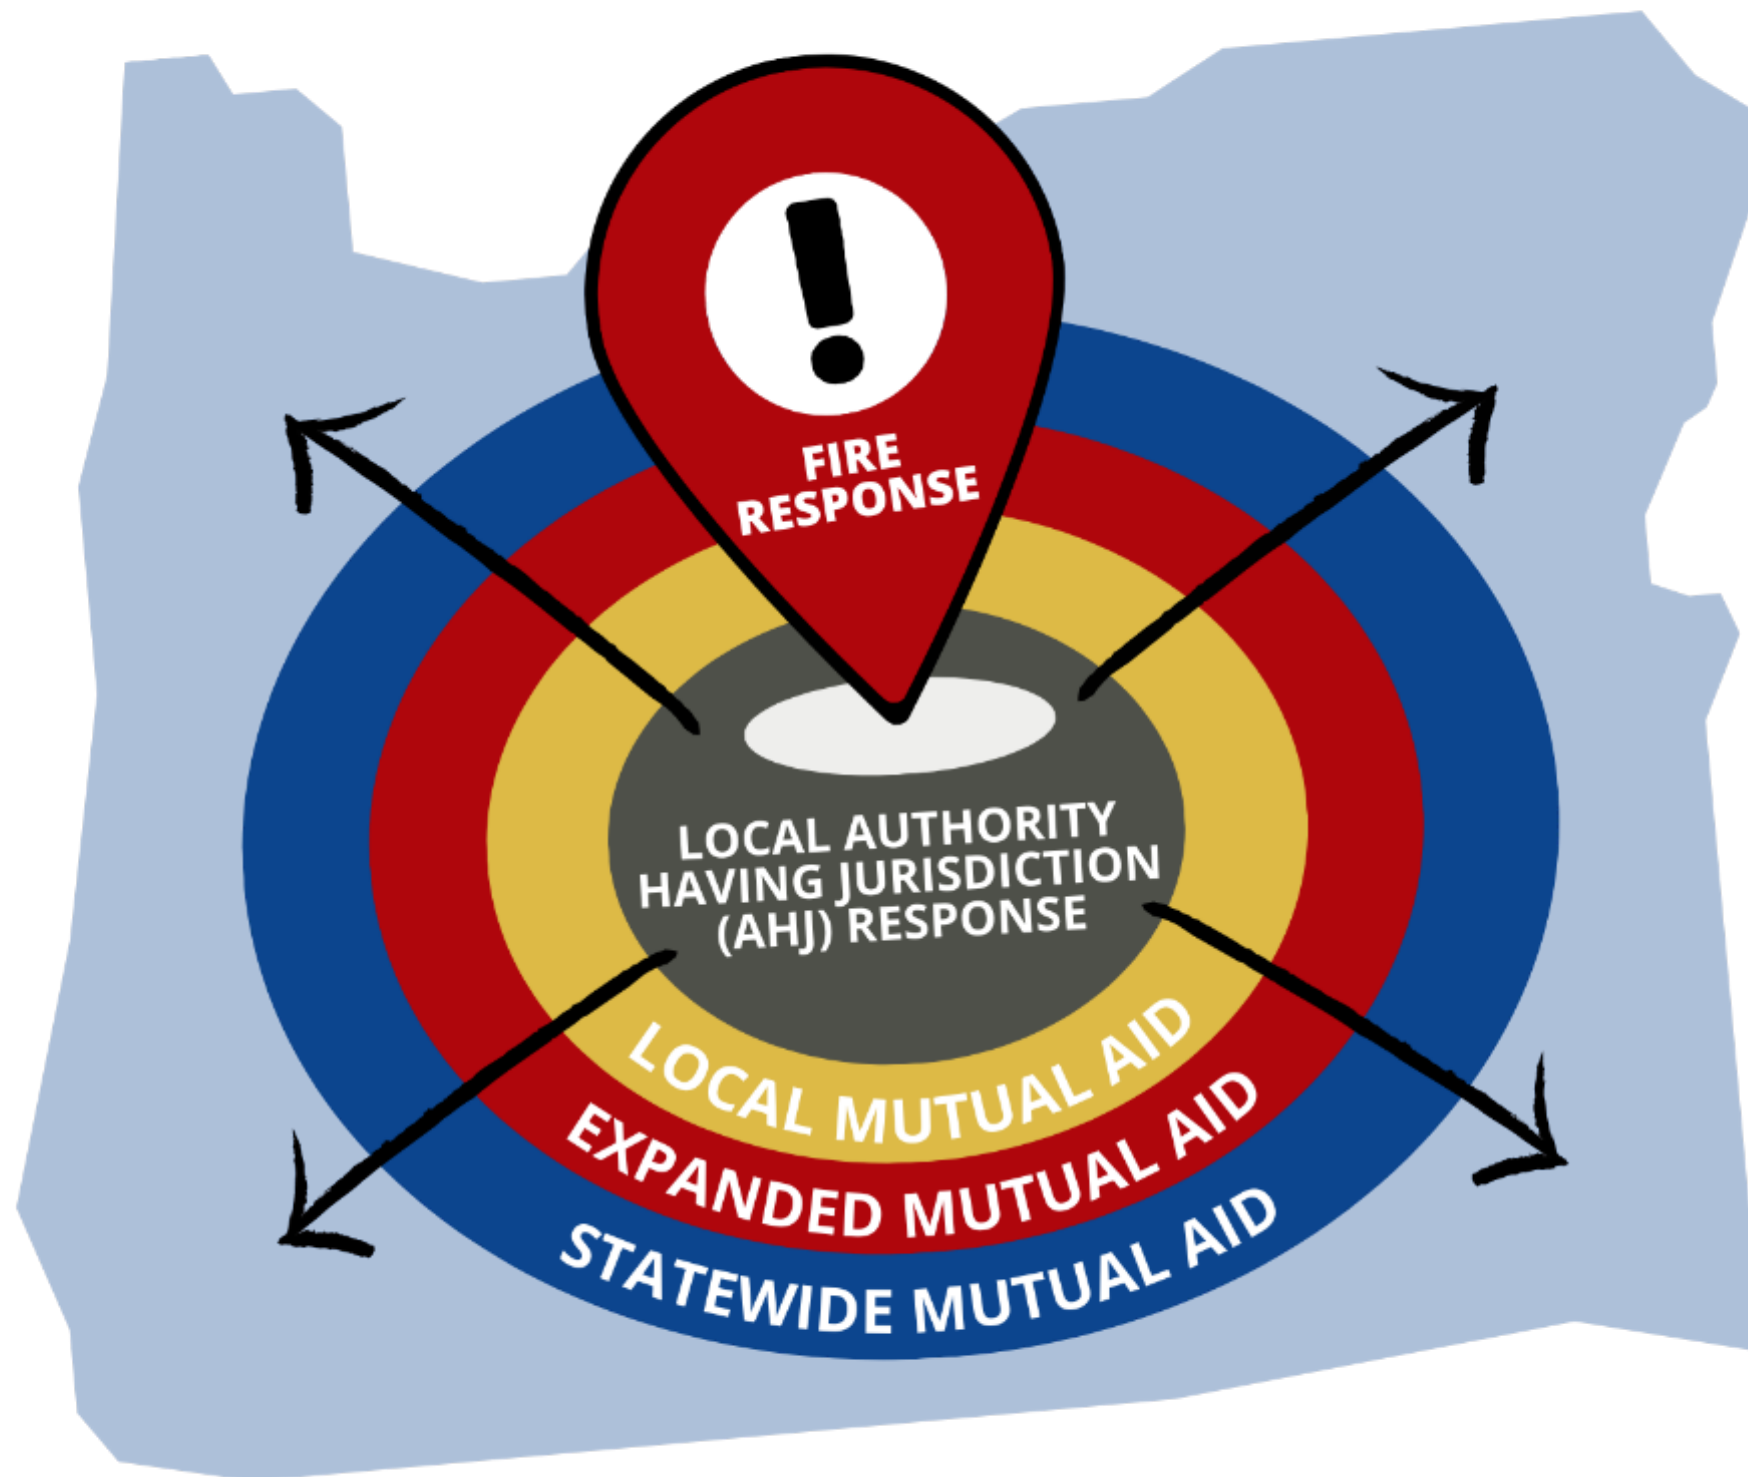 FIRE
RESPONSE
LOCAL AUTHORITY
HAVING JURISDICTION
(AHJ) RESPONSE
LOCAL MUTUAL AID
EXPANDED MUTUAL AID
STATEWIDE MUTUAL AID